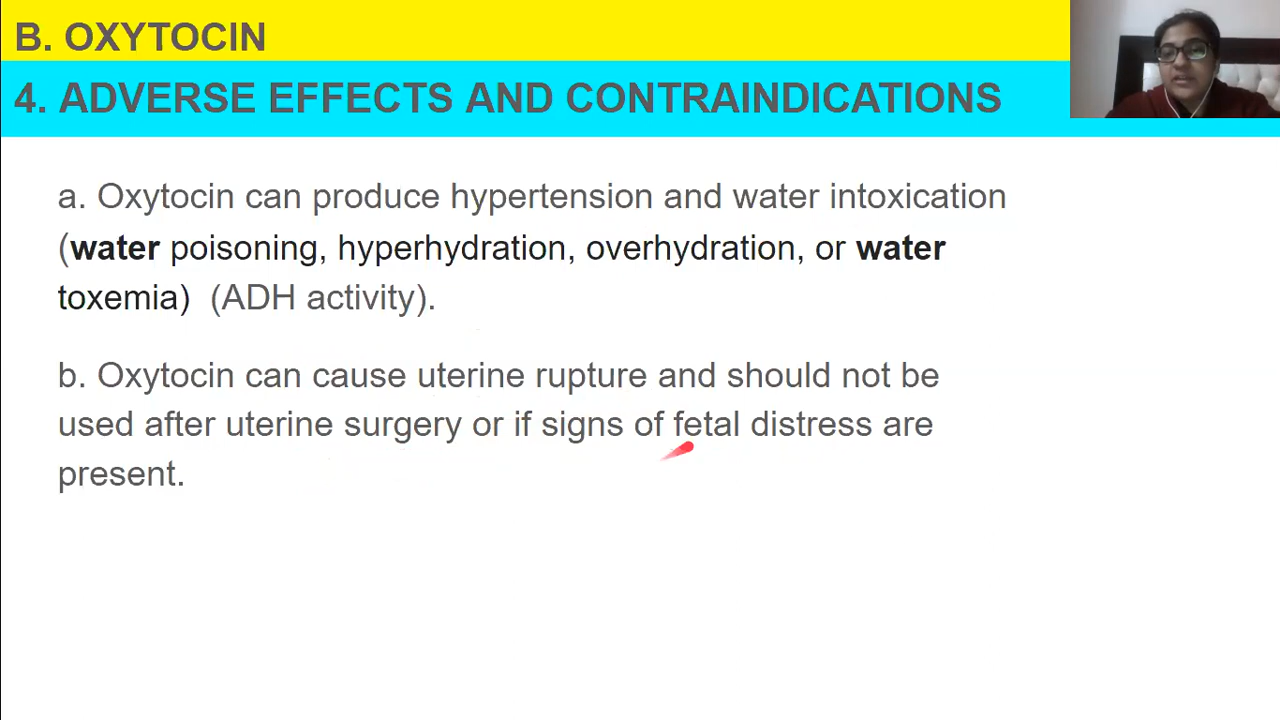 B. OXYTOCIN
4. ADVERSE EFFECTS AND CONTRAINDICATIONS
a. Oxytocin can produce hypertension and water intoxication
(water poisoning, hyperhydration, overhydration, or water
toxemia) (ADH activity).
b. Oxytocin can cause uterine rupture and should not be
used after uterine surgery or if signs of fetal distress are
present.